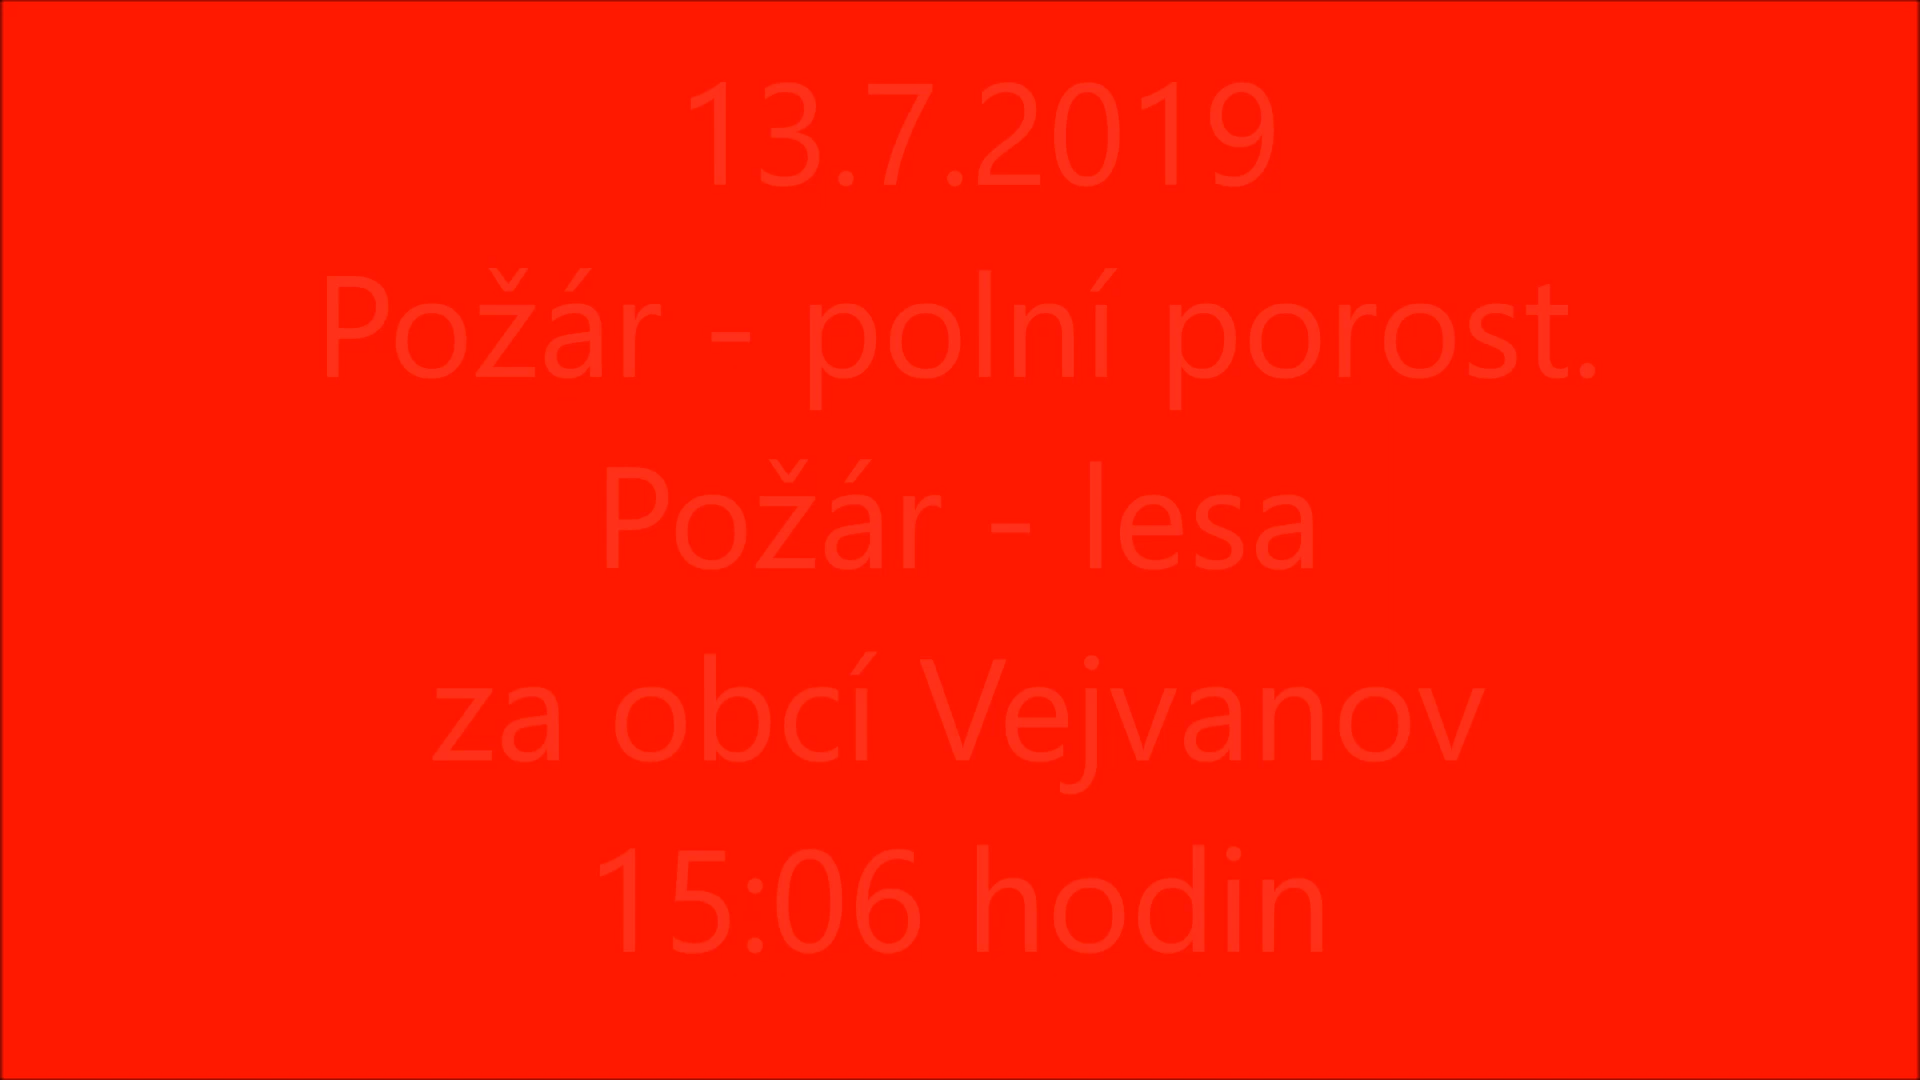 13.7.2019
Požár - polní porost.
Požár - lesa
za obcí Vejvanov
15:06 hodin